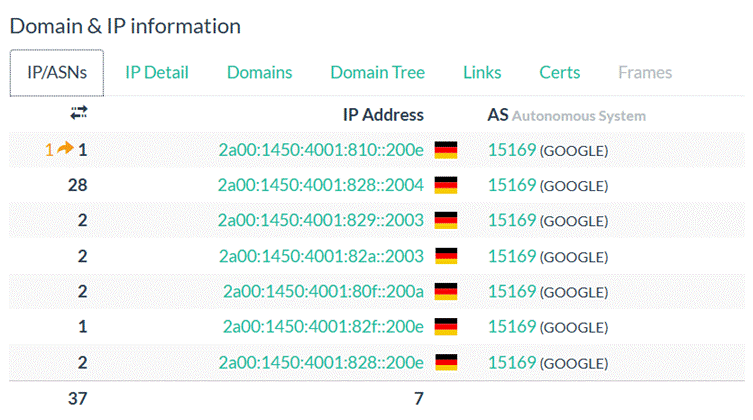 Domain & IP information
IP/ASNs IP Detail Domains Domain Tree Links Certs Frames
IP Address AS Autonomous System
1 1 2a00:1450:4001:810::200e 15169 (GOOGLE)
28 2a00:1450:4001:828::2004 15169 (GOOGLE)
2 2a00:1450:4001:829::2003 15169 (GOOGLE)
2 2a00:1450:4001:82a::2003 15169 (GOOGLE)
2 2a00:1450:4001:80f::200a 15169 (GOOGLE)
1 2a00:1450:4001:82f::200e 15169 (GOOGLE)
2 2a00:1450:4001:828::200e 15169 (GOOGLE)
37 7